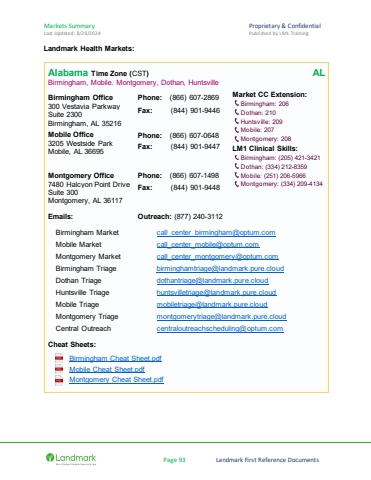 Markets Summary
Proprietary & Confidential
Last Updated: 8/29/2024
Published by LM1 Training
Landmark Health Markets:
Alabama Time Zone (CST) AL
Birmingham, Mobile. Montgomery, Dothan, Huntsville
Birmingham Office
300 Vestavia Parkway
Suite 2300
Birmingham, AL 35216
Phone: (866) 607-2869
Fax: (844) 901-9446
Mobile Office
3205 Westside Park
Mobile, AL 36695
Phone: (866) 607-0648
Fax: (844) 901-9447
Montgomery Office
7480 Halcyon Point Drive
Suite 300
Montgomery, AL 36117
Phone: (866) 607-1498
Fax: (844) 901-9448
Market CC Extension:
Birmingham: 206
Dothan: 210
Huntsville: 209
Mobile: 207
Montgomery: 208
LM1 Clinical Skills:
Birmingham: (205) 421-3421
Dothan: (334) 212-8359
Mobile: (251) 206-5966
Montgomery: (334) 209-4134
Emails: Outreach: (877) 240-3112
Birmingham Market call_center_birmingham@optum.com
Mobile Market call_center_mobile@optum.com
Montgomery Market call_center_montgomery@optum.com
Birmingham Triage birminghamtriage@landmark.pure.cloud
Dothan Triage dothantriage@landmark.pure.cloud
Huntsville Triage huntsvilletriage@landmark.pure.cloud
Mobile Triage mobiletriage@landmark.pure.cloud
Montgomery Triage montgomerytriage@landmark.pure.cloud
Central Outreach centraloutreachscheduling@optum.com
Cheat Sheets:
Birmingham Cheat Sheet.pdf
Mobile Cheat Sheet.pdf
Montgomery Cheat Sheet.pdf
Landmark
Page 93
Landmark First Reference Documents